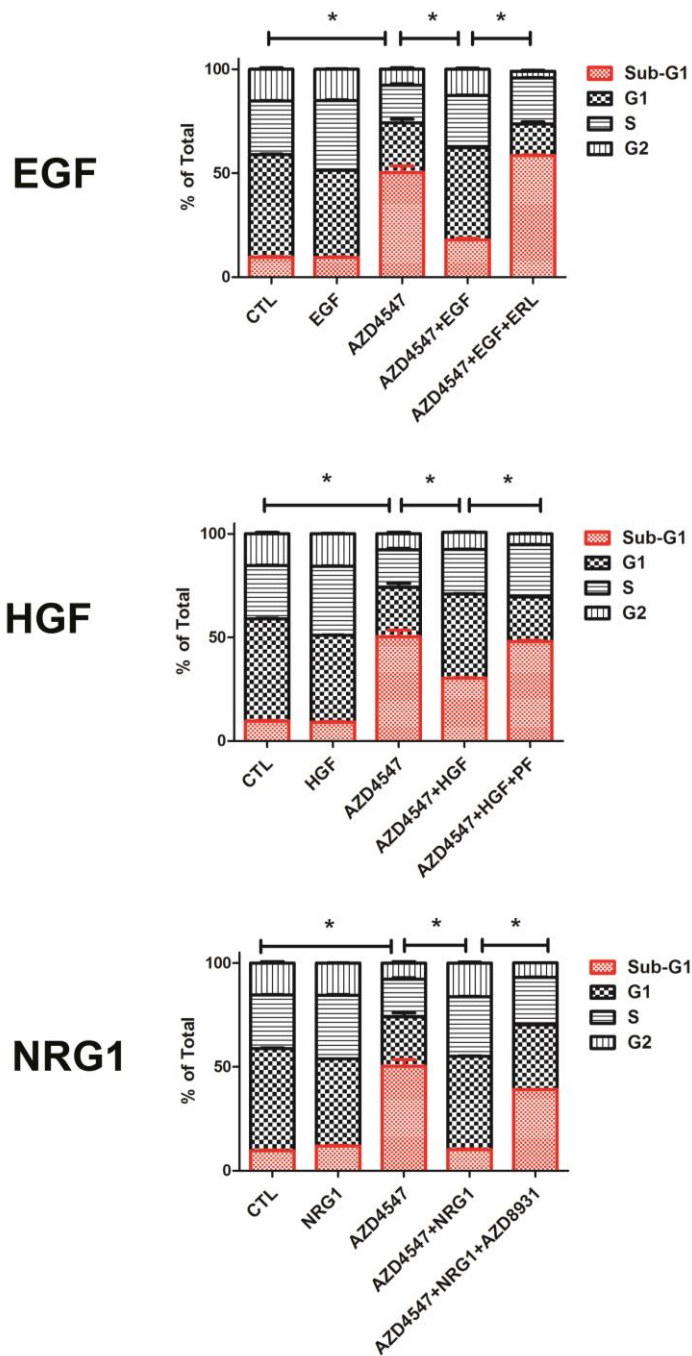 EGF
* * *
% of Total
100
50
0
CTL
EGF
AZD4547
AZD4547+EGF
AZD4547+EGF+ERL
Sub-G1
G1
S
G2
HGF
* * *
% of Total
100
50
0
CTL
HGF
AZD4547
AZD4547+HGF
AZD4547+HGF+PF
Sub-G1
G1
S
G2
NRG1
* * *
% of Total
100
50
0
CTL
NRG1
AZD4547
AZD4547+NRG1
AZD4547+NRG1+AZD8931
Sub-G1
G1
S
G2